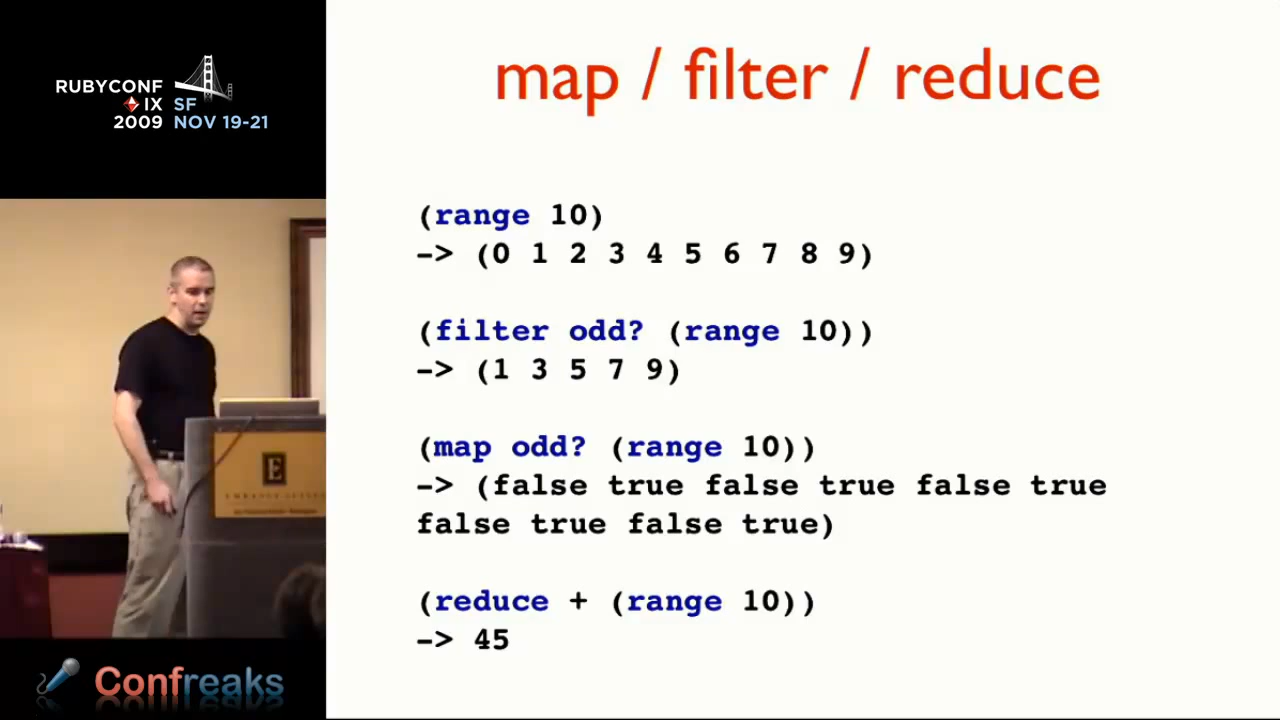 RUBYCONF
IX SF
2009 NOV 19-21
map / filter / reduce
(range 10)
-> (0 1 2 3 4 5 6 7 8 9)
(filter odd? (range 10))
-> (1 3 5 7 9)
(map odd? (range 10))
-> (false true false true false true
false true false true)
(reduce + (range 10))
-> 45
E
Confreaks